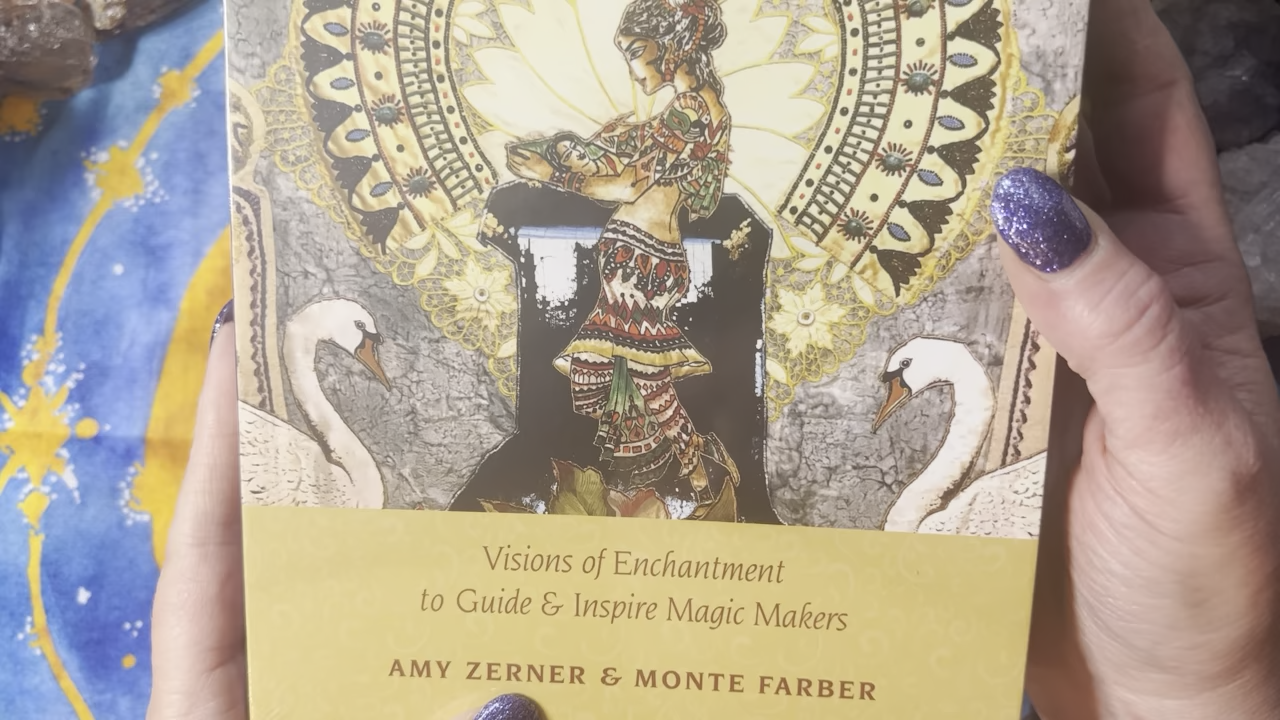 Visions of Enchantment
to Guide & Inspire Magic Makers
AMY ZERNER & MONTE FARBER